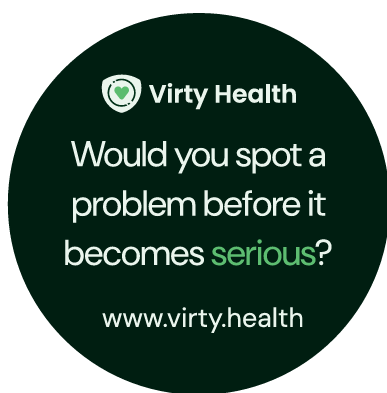 Virty Health
Would you spot a
problem before it
becomes serious?
www.virty.health